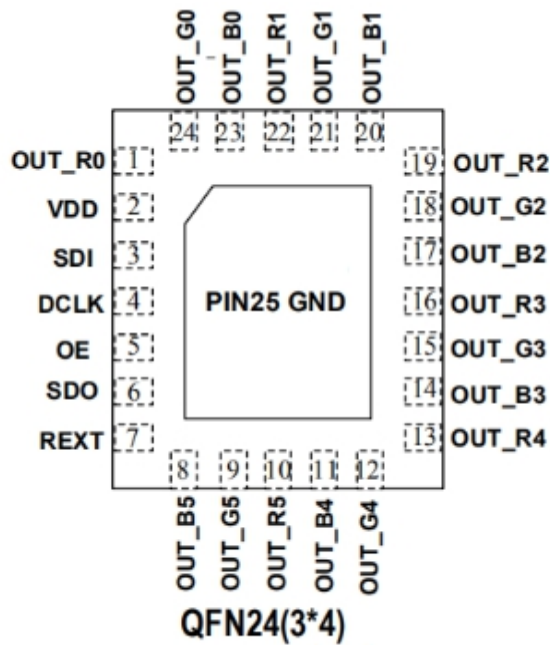 OUT_G0
OUT_B0
OUT_R1
OUT_G1
OUT_B1
24
23
22
21
20
OUT_R0 1
19 OUT_R2
VDD 2
18 OUT_G2
SDI 3
17 OUT_B2
DCLK 4
PIN25 GND
16 OUT_R3
OE 5
15 OUT_G3
SDO 6
14 OUT_B3
REXT 7
13 OUT_R4
8
9
10
11
12
OUT_B5
OUT_G5
OUT_R5
OUT_B4
OUT_G4
QFN24(3*4)